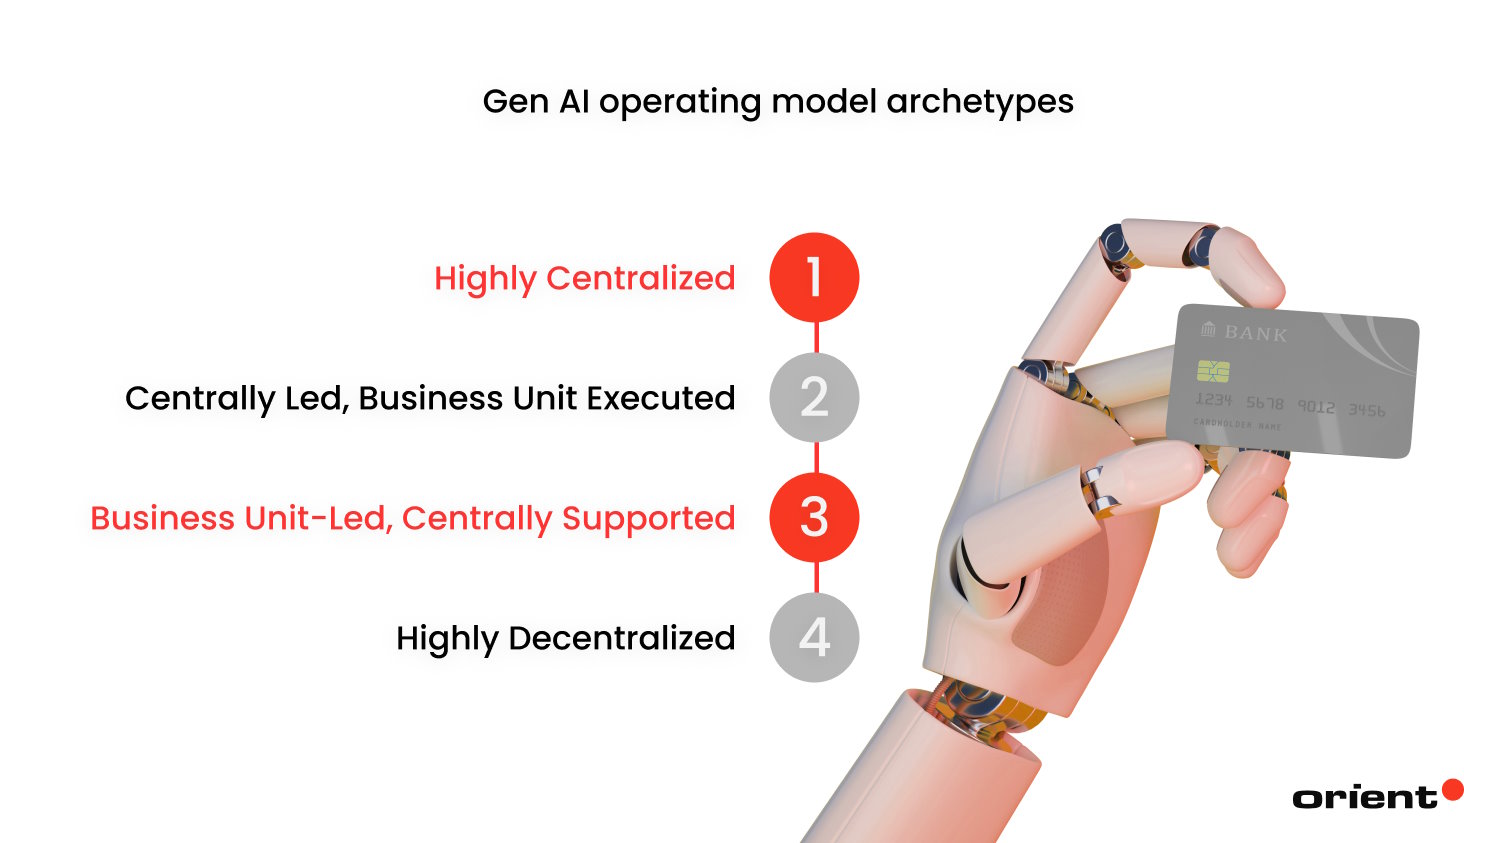 Gen AI operating model archetypes
Highly Centralized
1
Centrally Led, Business Unit Executed
2
Business Unit-Led, Centrally Supported
3
Highly Decentralized
4
BANK
1234 5678 9012 3456
CARDHOLDER NAME
orient